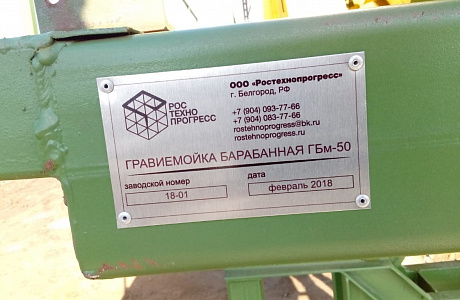 РОС
ТЕХНО
ПРОГРЕСС
ООО «Ростехнопрогресс»
г. Белгород, РФ
+7 (904) 093-77-66
+7 (904) 083-77-66
rostehnoprogress@bk.ru
rostehnoprogress.ru
ГРАВИЕМОЙКА БАРАБАННАЯ ГБм-50
заводской номер
18-01
дата
февраль 2018